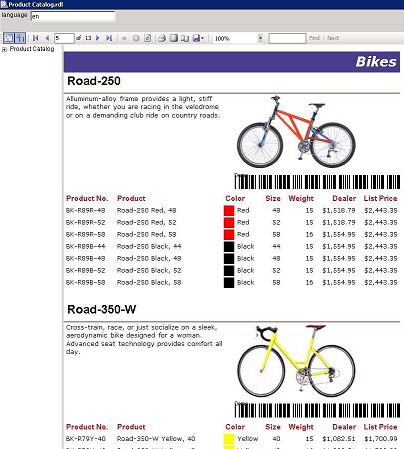 Product Catalog.rdl
language en
5 of 13 100% Find | Next
Product Catalog
Bikes
Road-250
Alluminum-alloy frame provides a light, stiff
ride, whether you are racing in the velodrome
or on a demanding club ride on country roads.
Product No. Product Color Size Weight Dealer List Price
BK-R89R-48 Road-250 Red, 48 Red 48 15 $1,518.79 $2,443.35
BK-R89R-52 Road-250 Red, 52 Red 52 15 $1,518.79 $2,443.35
BK-R89R-58 Road-250 Red, 58 Red 58 16 $1,554.95 $2,443.35
BK-R89B-44 Road-250 Black, 44 Black 44 15 $1,554.95 $2,443.35
BK-R89B-48 Road-250 Black, 48 Black 48 15 $1,554.95 $2,443.35
BK-R89B-52 Road-250 Black, 52 Black 52 15 $1,554.95 $2,443.35
BK-R89B-58 Road-250 Black, 58 Black 58 16 $1,554.95 $2,443.35
Road-350-W
Cross-train, race, or just socialize on a sleek,
aerodynamic bike designed for a woman.
Advanced seat technology provides comfort all
day.
Product No. Product Color Size Weight Dealer List Price
BK-R79Y-40 Road-350-W Yellow, 40 Yellow 40 15 $1,082.51 $1,700.99